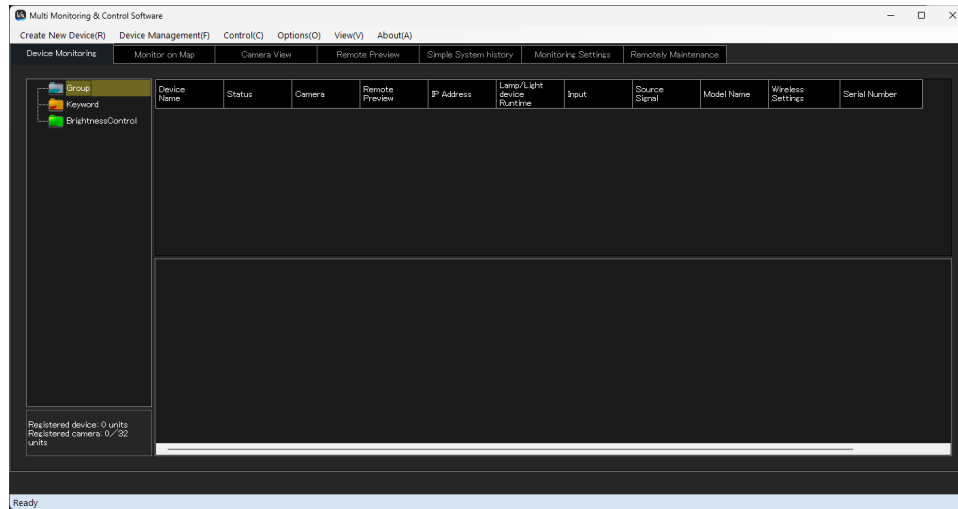 Multi Monitoring & Control Software
Create New Device(R) Device Management(F) Control(C) Options(O) View(V) About(A)
Device Monitoring Monitor on Map Camera View Remote Preview Simple System history Monitoring Settings Remotely Maintenance
Group
Keyword
BrightnessControl
Device
Name
Status
Camera
Remote
Preview
IP Address
Lamp/Light
device
Runtime
Input
Source
Signal
Model Name
Wireless
Settings
Serial Number
Registered device: 0 units
Registered camera: 0/32
units
Ready